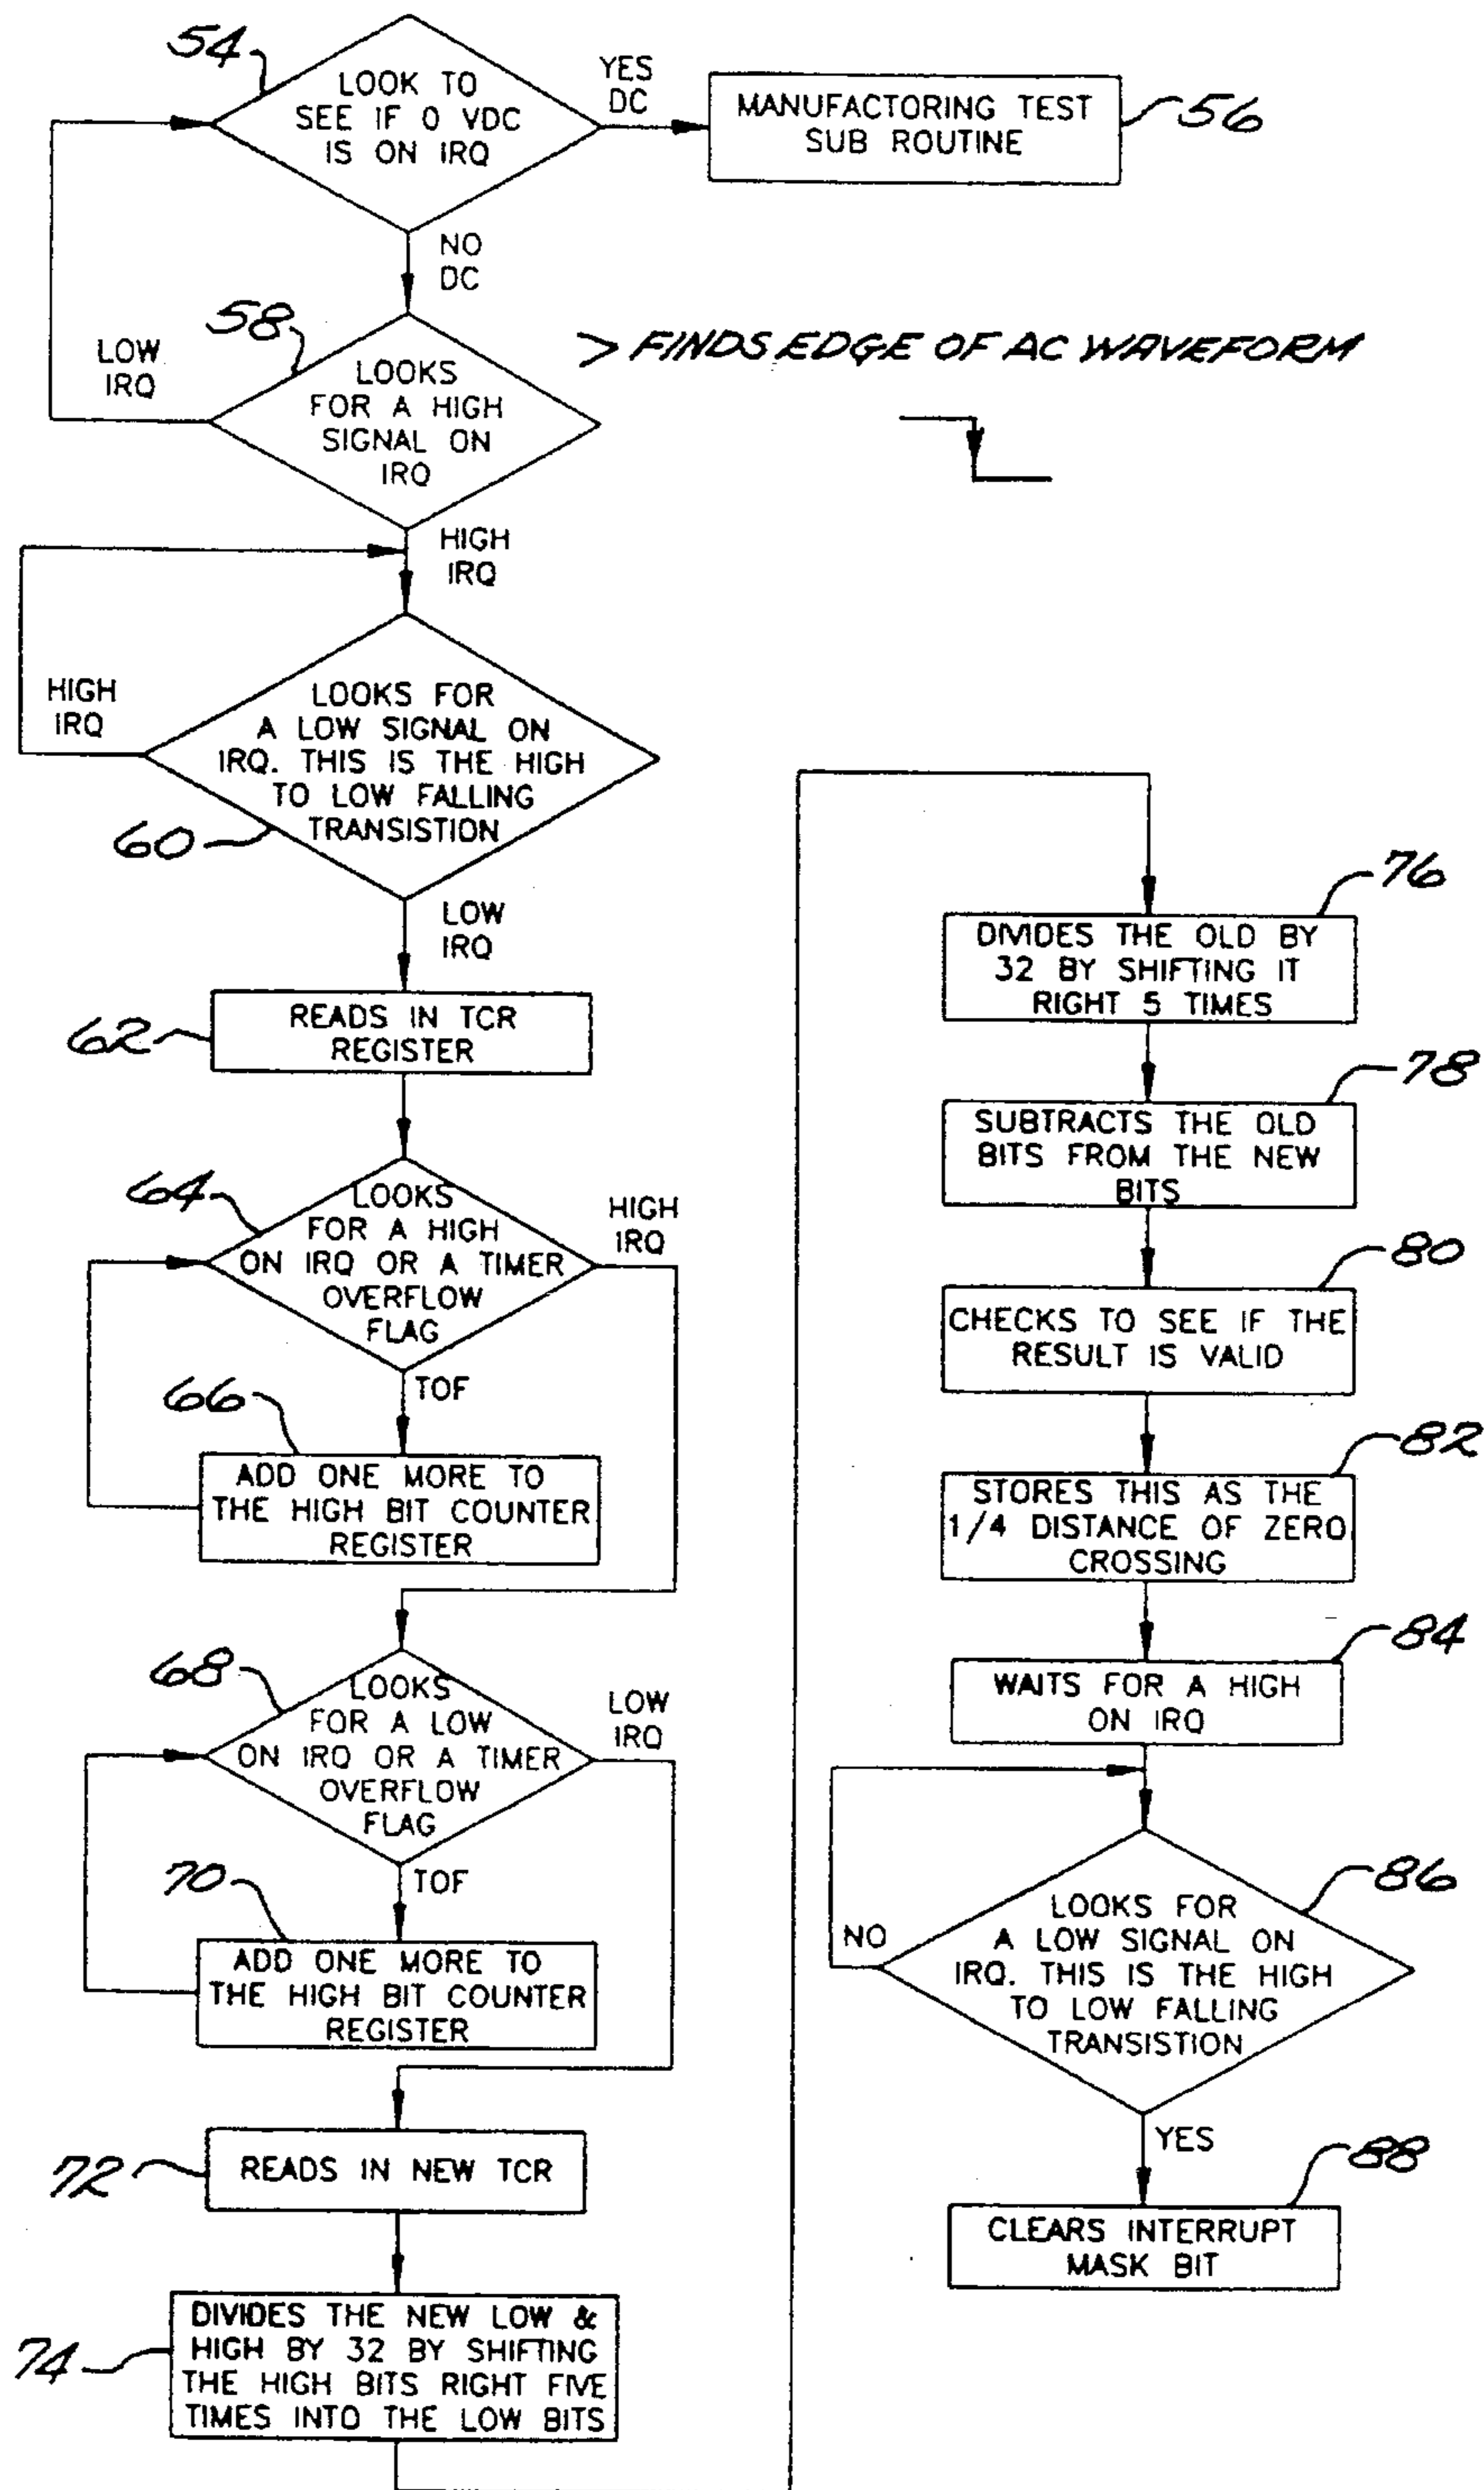 54
LOOK TO
SEE IF 0 VDC
IS ON IRQ
YES
DC
MANUFACTORING TEST
SUB ROUTINE
56
NO
DC
58
LOW
IRQ
LOOKS
FOR A HIGH
SIGNAL ON
IRQ
> FINDS EDGE OF AC WAVEFORM
HIGH
IRQ
HIGH
IRQ
LOOKS FOR
A LOW SIGNAL ON
IRQ. THIS IS THE HIGH
TO LOW FALLING
TRANSISTION
60
LOW
IRQ
READS IN TCR
REGISTER
62
64
LOOKS
FOR A HIGH
ON IRQ OR A TIMER
OVERFLOW
FLAG
HIGH
IRQ
TOF
66
ADD ONE MORE TO
THE HIGH BIT COUNTER
REGISTER
68
LOOKS
FOR A LOW
ON IRQ OR A TIMER
OVERFLOW
FLAG
LOW
IRQ
TOF
70
ADD ONE MORE TO
THE HIGH BIT COUNTER
REGISTER
72
READS IN NEW TCR
74
DIVIDES THE NEW LOW &
HIGH BY 32 BY SHIFTING
THE HIGH BITS RIGHT FIVE
TIMES INTO THE LOW BITS
76
DIVIDES THE OLD BY
32 BY SHIFTING IT
RIGHT 5 TIMES
78
SUBTRACTS THE OLD
BITS FROM THE NEW
BITS
80
CHECKS TO SEE IF THE
RESULT IS VALID
82
STORES THIS AS THE
1/4 DISTANCE OF ZERO
CROSSING
84
WAITS FOR A HIGH
ON IRQ
86
NO
LOOKS FOR
A LOW SIGNAL ON
IRQ. THIS IS THE HIGH
TO LOW FALLING
TRANSISTION
YES
88
CLEARS INTERRUPT
MASK BIT